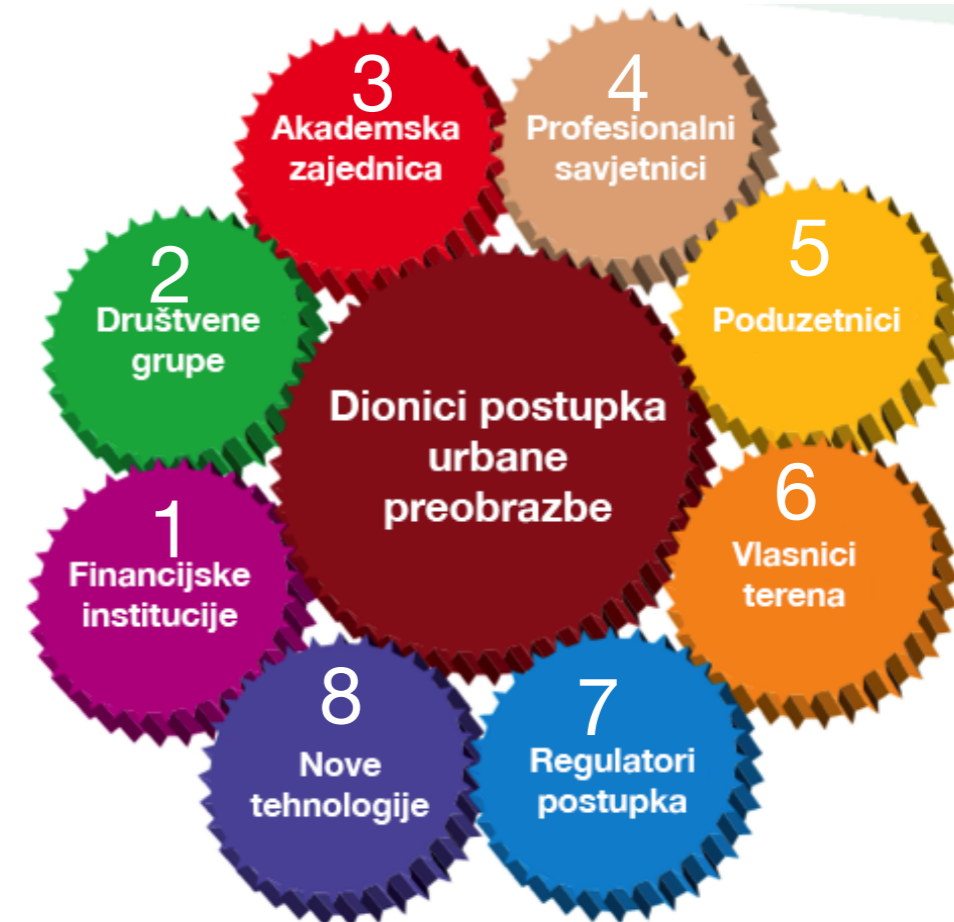 Dionici postupka
urbane
preobrazbe
1
Financijske
institucije
2
Društvene
grupe
3
Akademska
zajednica
4
Profesionalni
savjetnici
5
Poduzetnici
6
Vlasnici
terena
7
Regulatori
postupka
8
Nove
tehnologije